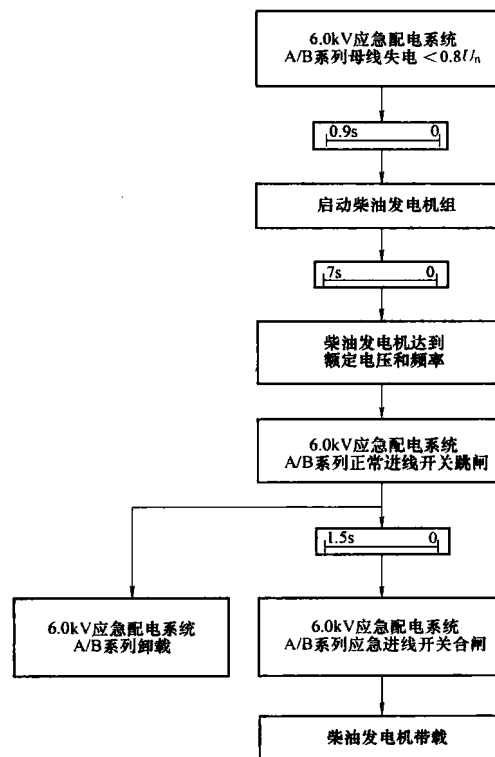 6.0kV应急配电系统
A/B系列母线失电＜0.8Uₙ
0.9s 0
启动柴油发电机组
7s 0
柴油发电机达到
额定电压和频率
6.0kV应急配电系统
A/B系列正常进线开关跳闸
1.5s 0
6.0kV应急配电系统
A/B系列卸载
6.0kV应急配电系统
A/B系列应急进线开关合闸
柴油发电机带载